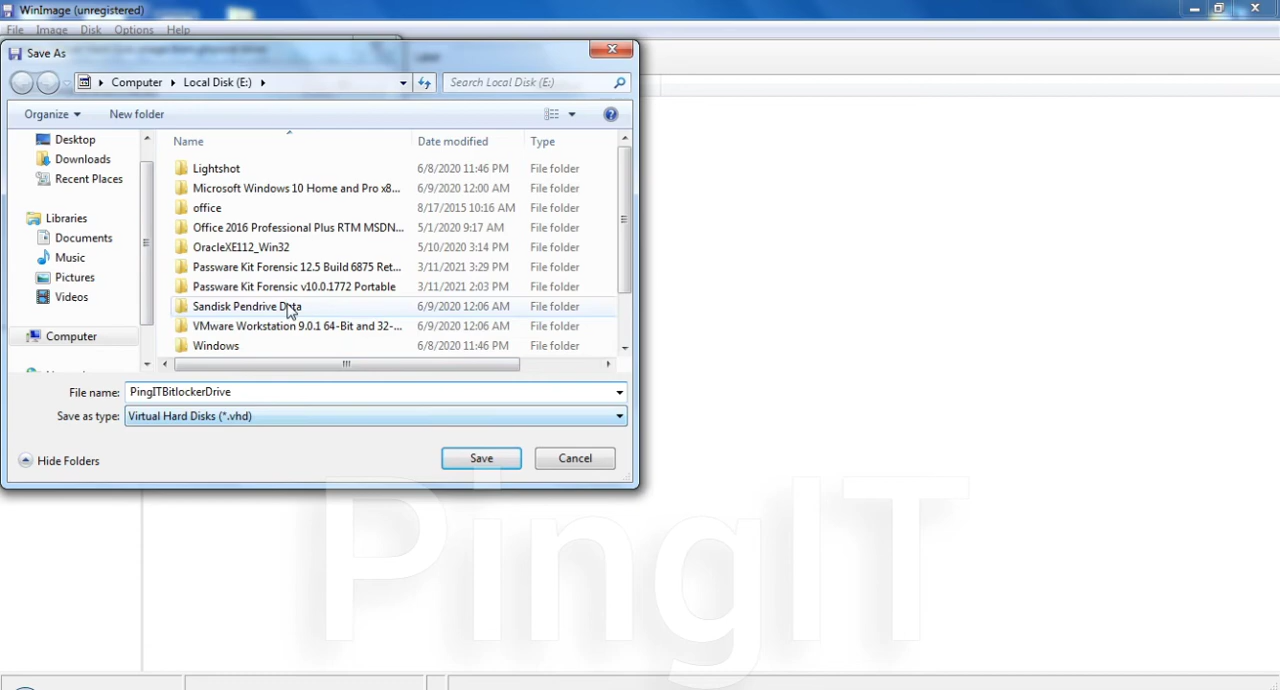 WinImage (unregistered)
File Image Disk Options Help
Save As
Computer Local Disk (E:)
Search Local Disk (E:)
Organize New folder
Name Date modified Type
Desktop
Downloads
Recent Places
Libraries
Documents
Music
Pictures
Videos
Computer
Lightshot 6/8/2020 11:46 PM File folder
Microsoft Windows 10 Home and Pro x8... 6/9/2020 12:00 AM File folder
office 8/17/2015 10:16 AM File folder
Office 2016 Professional Plus RTM MSDN... 5/1/2020 9:17 AM File folder
OracleXE112_Win32 5/10/2020 3:14 PM File folder
Passware Kit Forensic 12.5 Build 6875 Ret... 3/11/2021 3:29 PM File folder
Passware Kit Forensic v10.0.1772 Portable 3/11/2021 2:03 PM File folder
Sandisk Pendrive Data 6/9/2020 12:06 AM File folder
VMware Workstation 9.0.1 64-Bit and 32-... 6/9/2020 12:06 AM File folder
Windows 6/8/2020 11:46 PM File folder
File name: PingITBitlockerDrive
Save as type: Virtual Hard Disks (*.vhd)
Hide Folders
Save
Cancel
PingIT